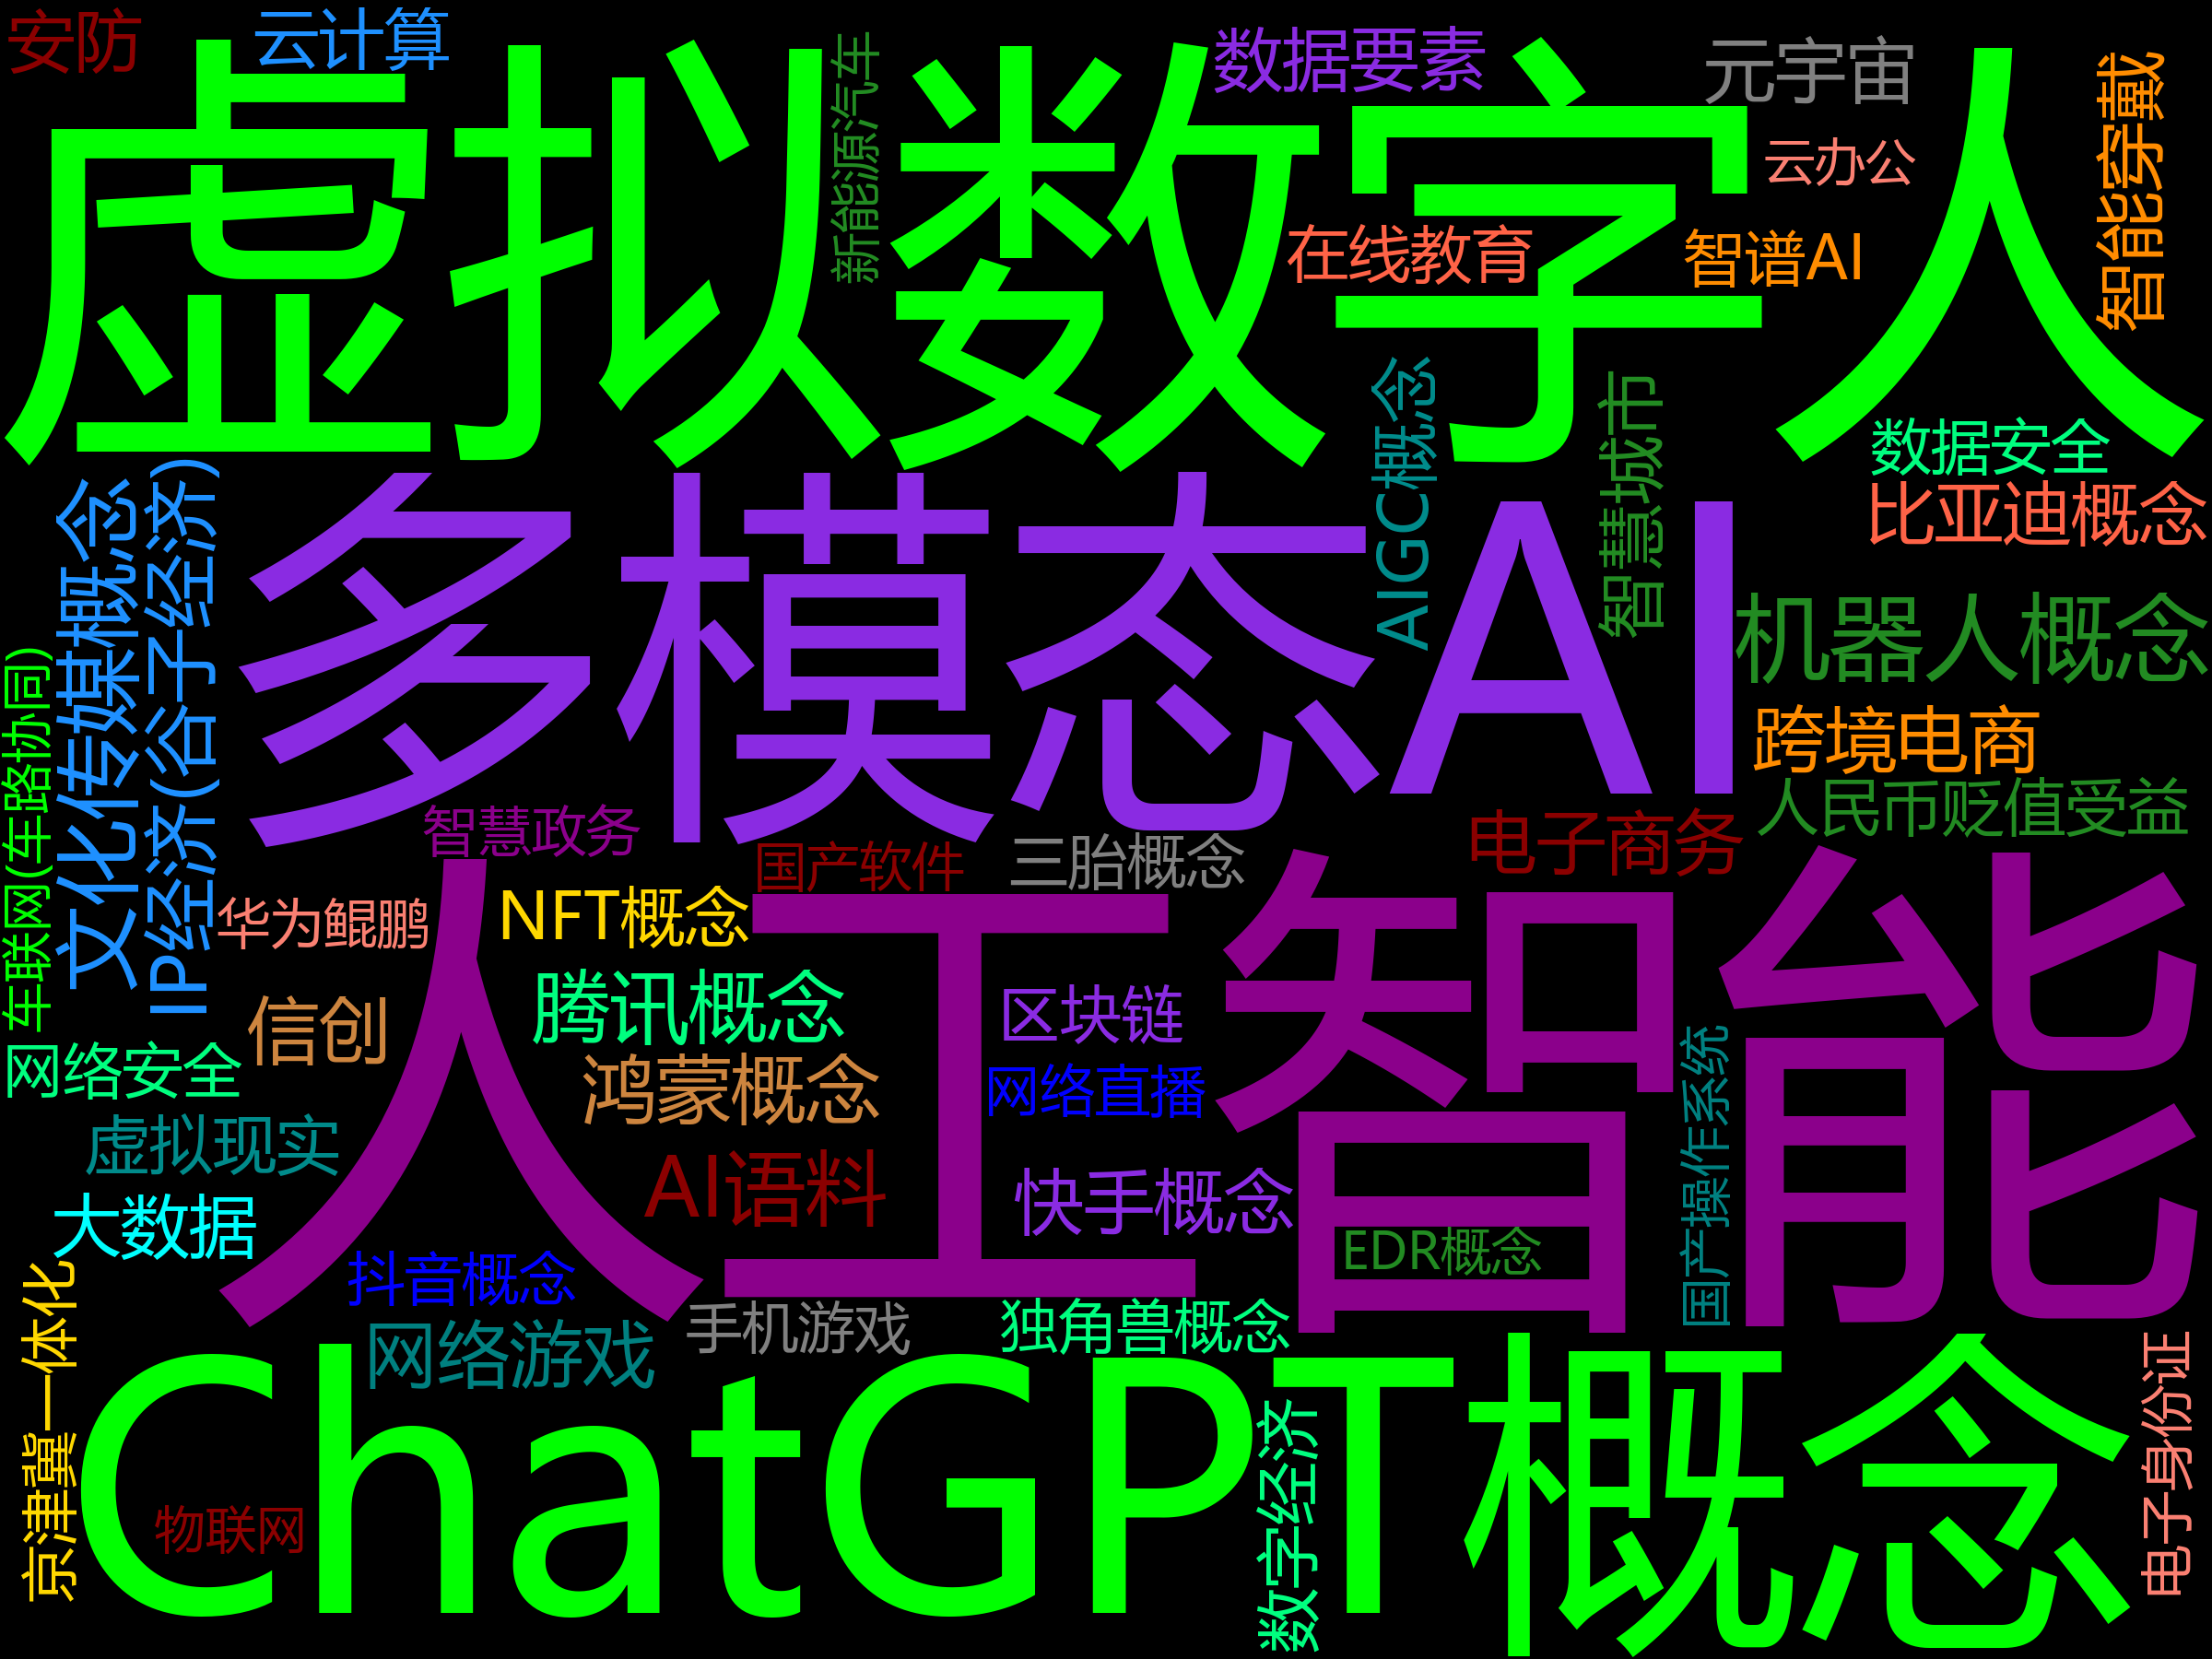 安防
云计算
虚拟数字人
新能源汽车
数据要素
元宇宙
云办公
智能穿戴
在线教育
智谱AI
AIGC概念
智慧城市
数据安全
比亚迪概念
文化传媒概念
IP经济(谷子经济)
多模态AI
机器人概念
跨境电商
人民币贬值受益
车联网(车路协同)
智慧政务
国产软件
三胎概念
电子商务
华为鲲鹏
NFT概念
人工智能
信创
腾讯概念
区块链
网络安全
鸿蒙概念
网络直播
国产操作系统
虚拟现实
AI语料
快手概念
大数据
EDR概念
抖音概念
京津冀一体化
网络游戏
手机游戏
独角兽概念
ChatGPT概念
数字经济
电子身份证
物联网